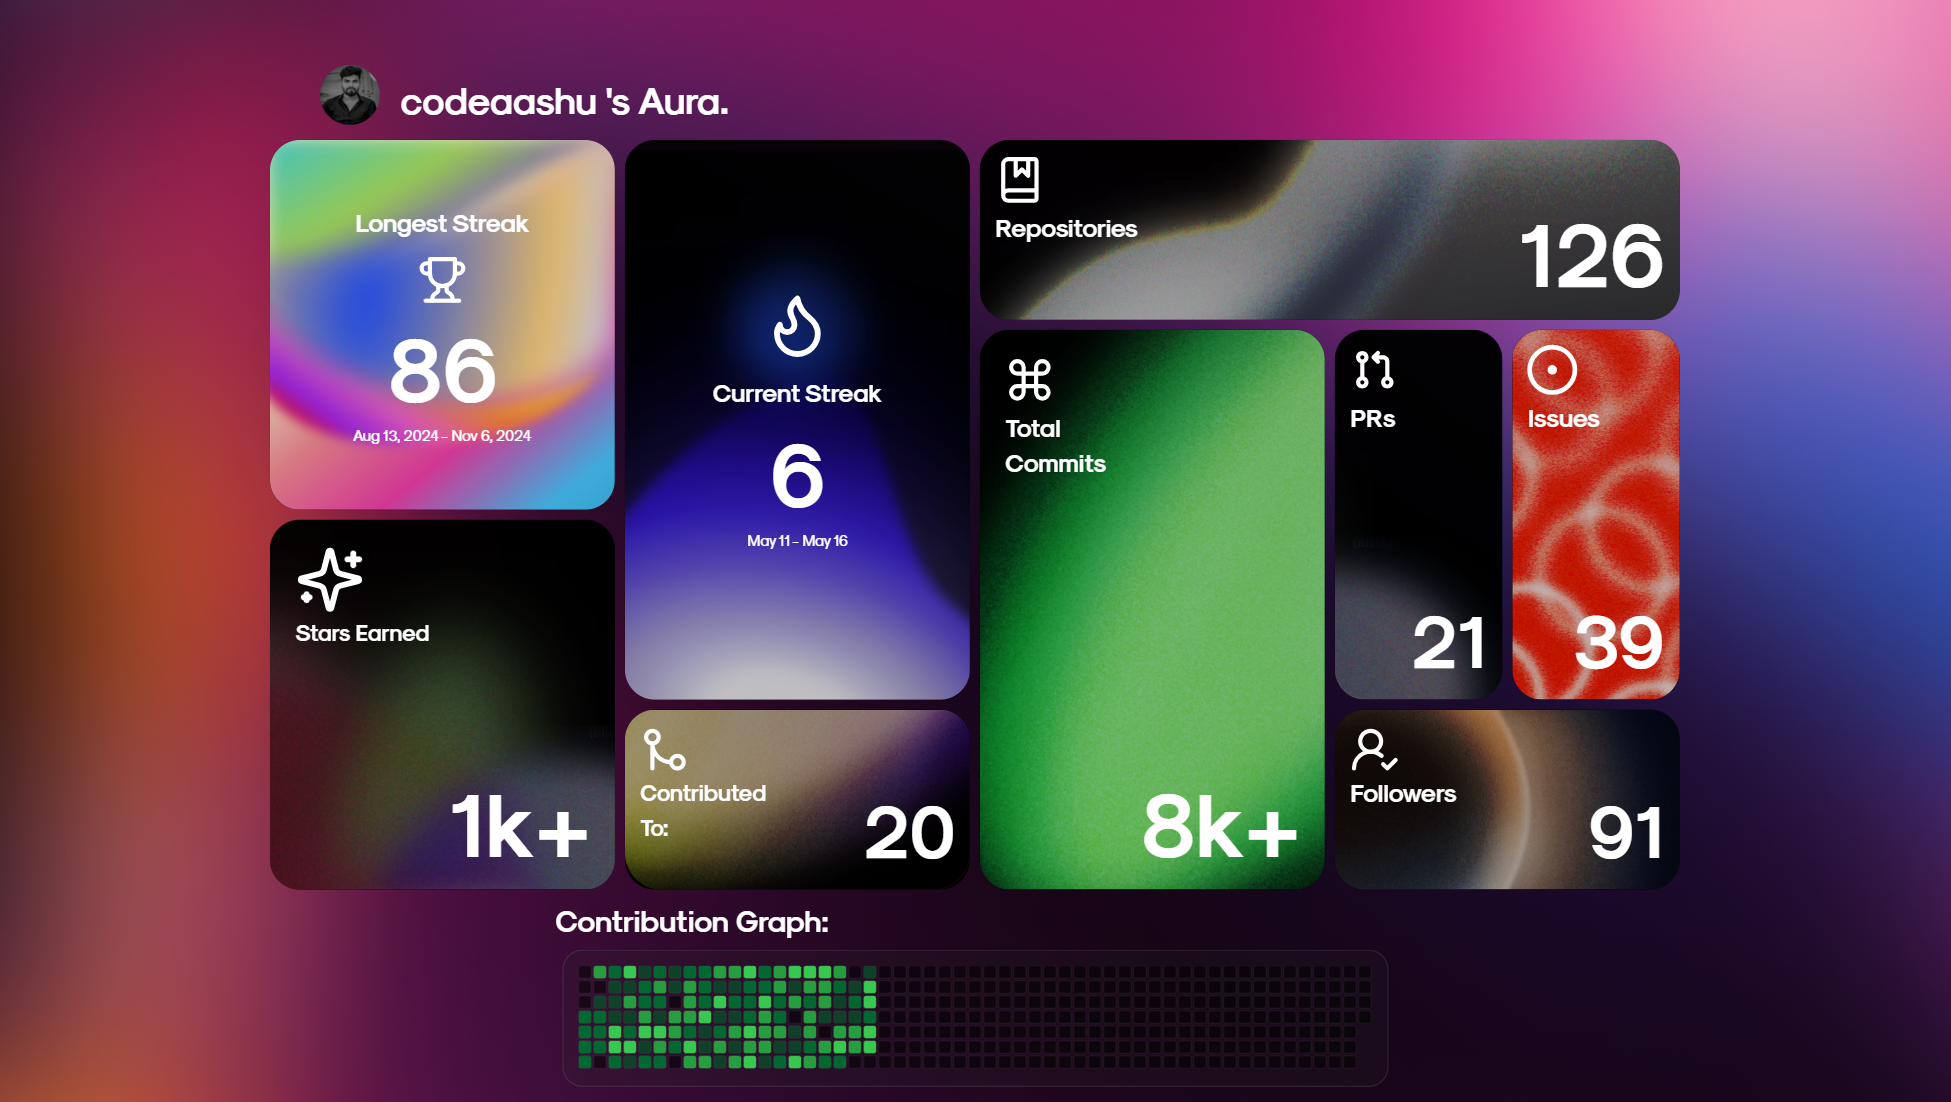 codeaashu 's Aura.
Longest Streak
86
Aug 13, 2024 - Nov 6, 2024
Stars Earned
1k+
Current Streak
6
May 11 - May 16
Contributed
To:
20
Repositories
126
Total
Commits
8k+
PRs
21
Issues
39
Followers
91
Contribution Graph: